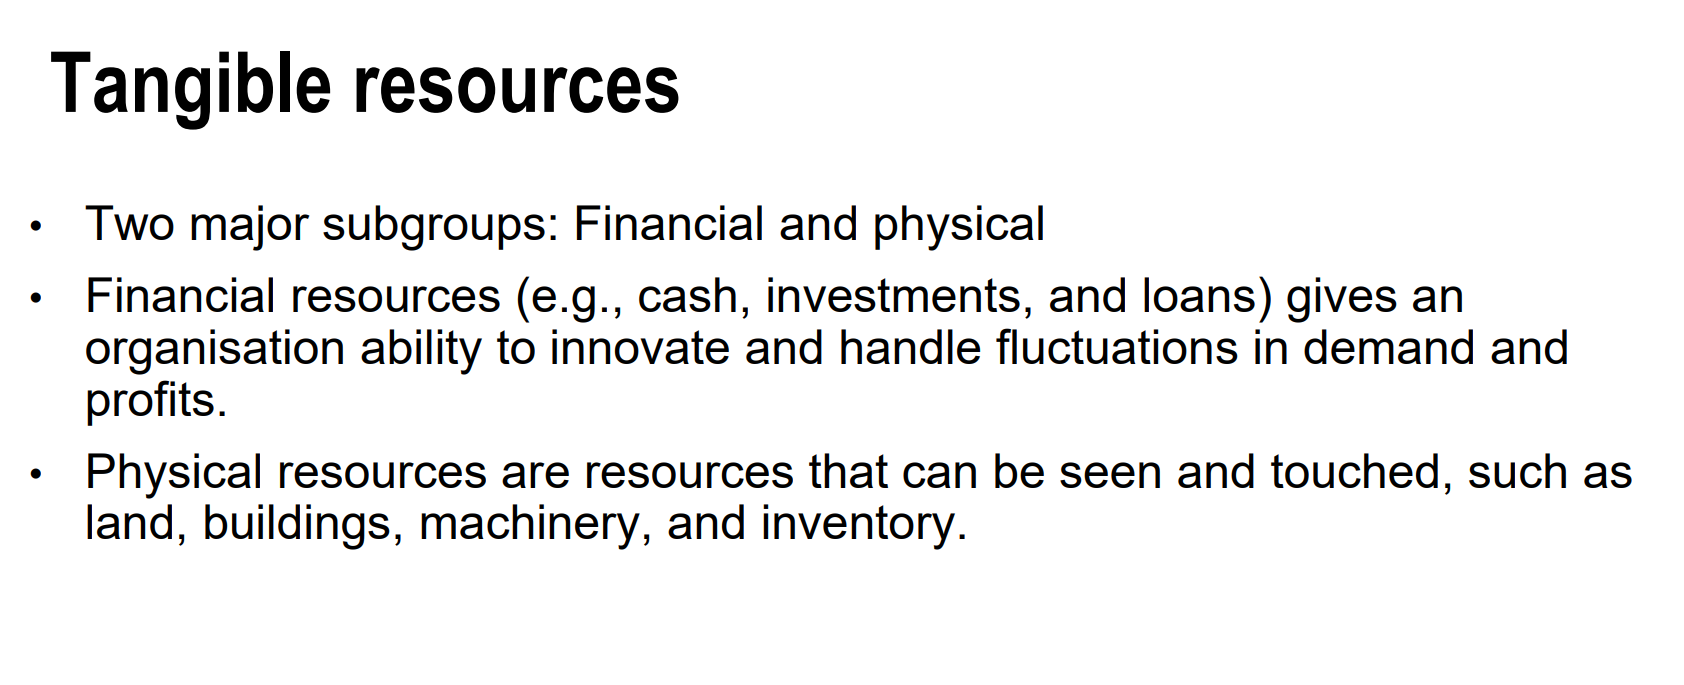 Tangible resources
• Two major subgroups: Financial and physical
• Financial resources (e.g., cash, investments, and loans) gives an
organisation ability to innovate and handle fluctuations in demand and
profits.
• Physical resources are resources that can be seen and touched, such as
land, buildings, machinery, and inventory.